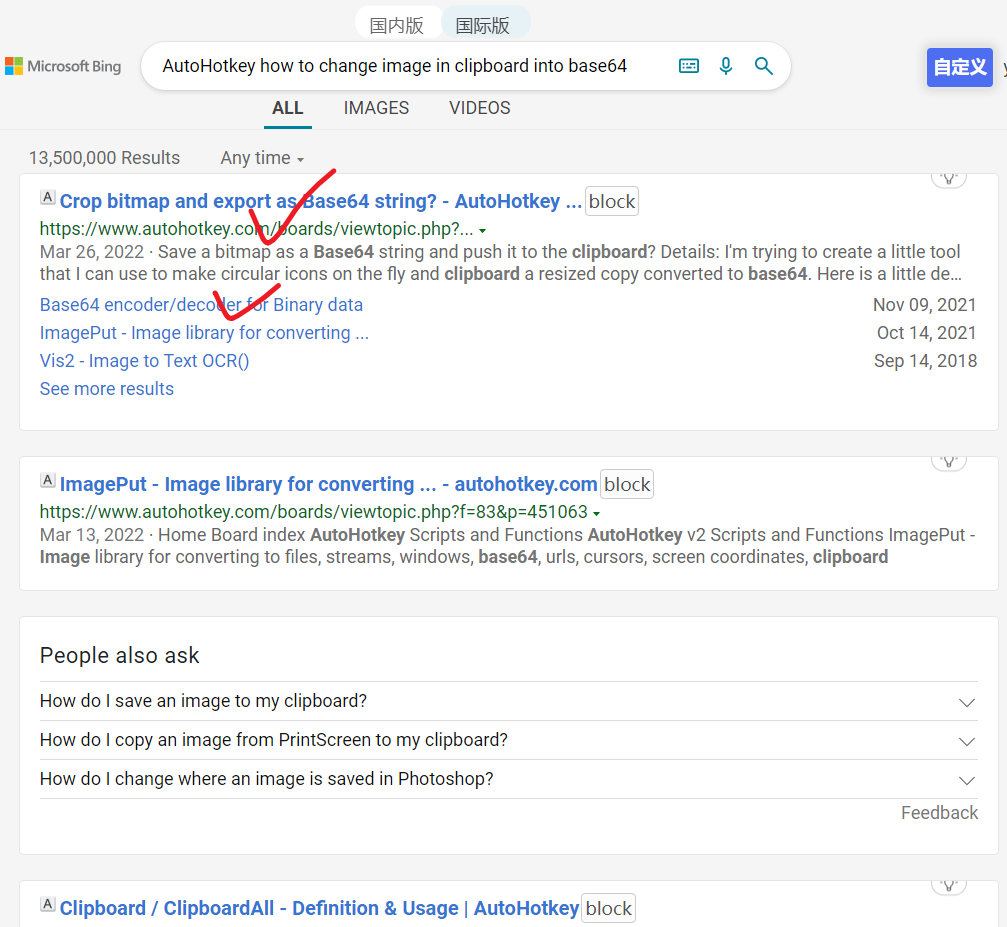 国内版 国际版
Microsoft Bing
AutoHotkey how to change image in clipboard into base64
自定义
ALL IMAGES VIDEOS
13,500,000 Results Any time
A Crop bitmap and export as Base64 string? - AutoHotkey ... block
https://www.autohotkey.com/boards/viewtopic.php?...
Mar 26, 2022 · Save a bitmap as a Base64 string and push it to the clipboard? Details: I'm trying to create a little tool
that I can use to make circular icons on the fly and clipboard a resized copy converted to base64. Here is a little de...
Base64 encoder/decoder for Binary data Nov 09, 2021
ImagePut - Image library for converting ... Oct 14, 2021
Vis2 - Image to Text OCR() Sep 14, 2018
See more results
A ImagePut - Image library for converting ... - autohotkey.com block
https://www.autohotkey.com/boards/viewtopic.php?f=83&p=451063
Mar 13, 2022 · Home Board index AutoHotkey Scripts and Functions AutoHotkey v2 Scripts and Functions ImagePut -
Image library for converting to files, streams, windows, base64, urls, cursors, screen coordinates, clipboard
People also ask
How do I save an image to my clipboard?
How do I copy an image from PrintScreen to my clipboard?
How do I change where an image is saved in Photoshop?
Feedback
A Clipboard / ClipboardAll - Definition & Usage | AutoHotkey block